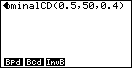 minalCD(0.5,50,0.4)
Bpd Bcd InvB